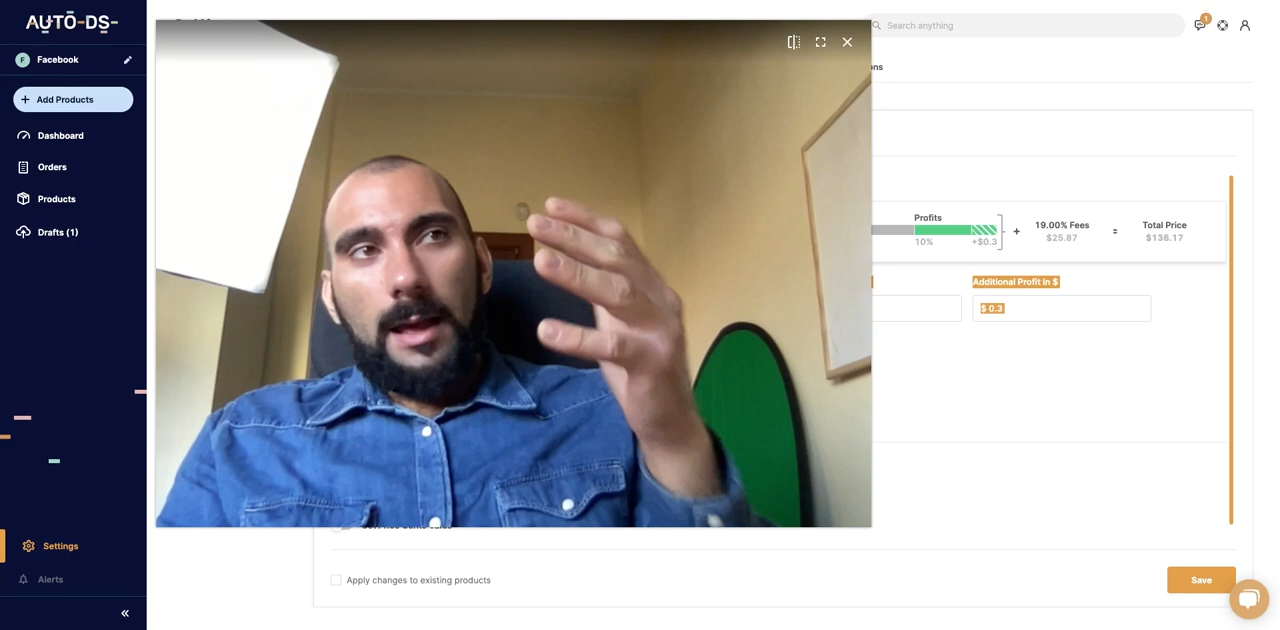 AUTO-DS-
Search anything
1
F Facebook
ons
+ Add Products
Dashboard
Orders
Products
Drafts (1)
Profits
10%
+$0.3
+
19.00% Fees
$25.87
=
Total Price
$136.17
Additional Profit in $
$ 0.3
Settings
Apply changes to existing products
Save
Alerts